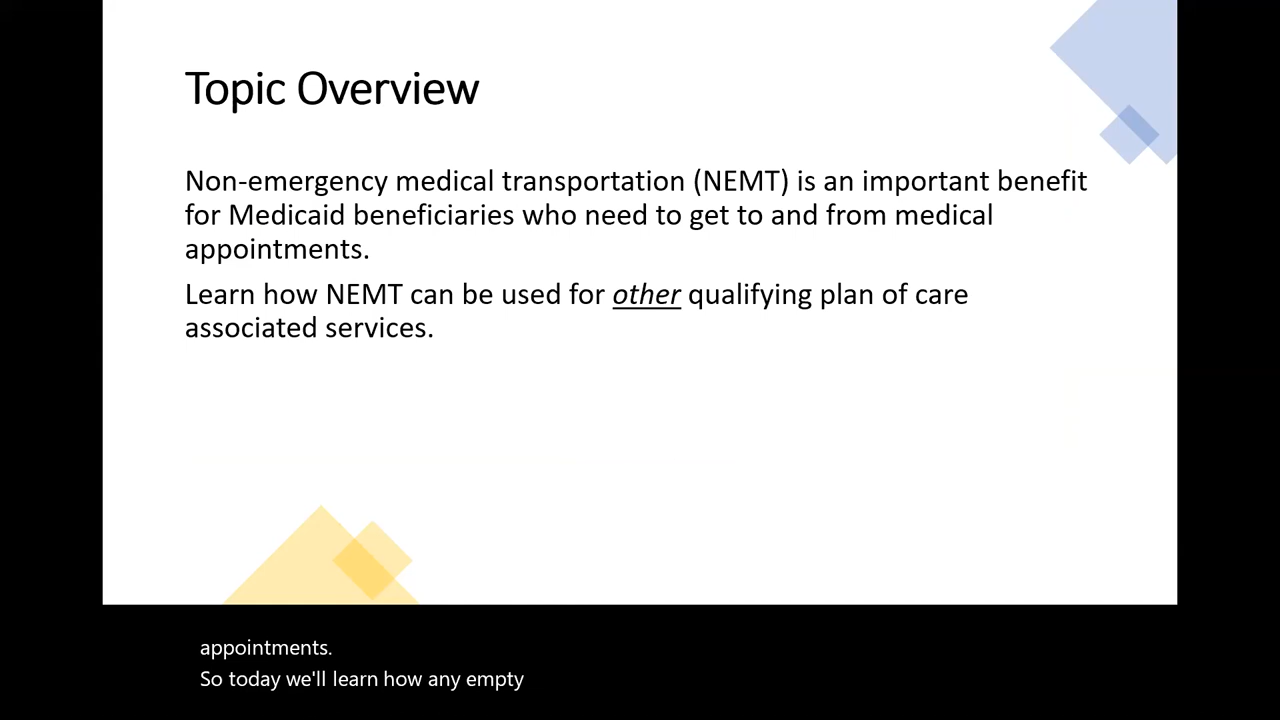 Topic Overview
Non-emergency medical transportation (NEMT) is an important benefit
for Medicaid beneficiaries who need to get to and from medical
appointments.
Learn how NEMT can be used for other qualifying plan of care
associated services.
appointments.
So today we'll learn how any empty